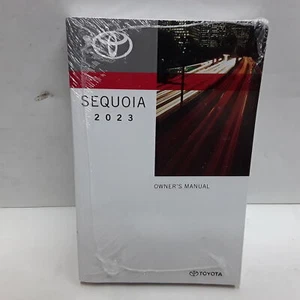 SEQUOIA
2023
OWNER'S MANUAL
TOYOTA